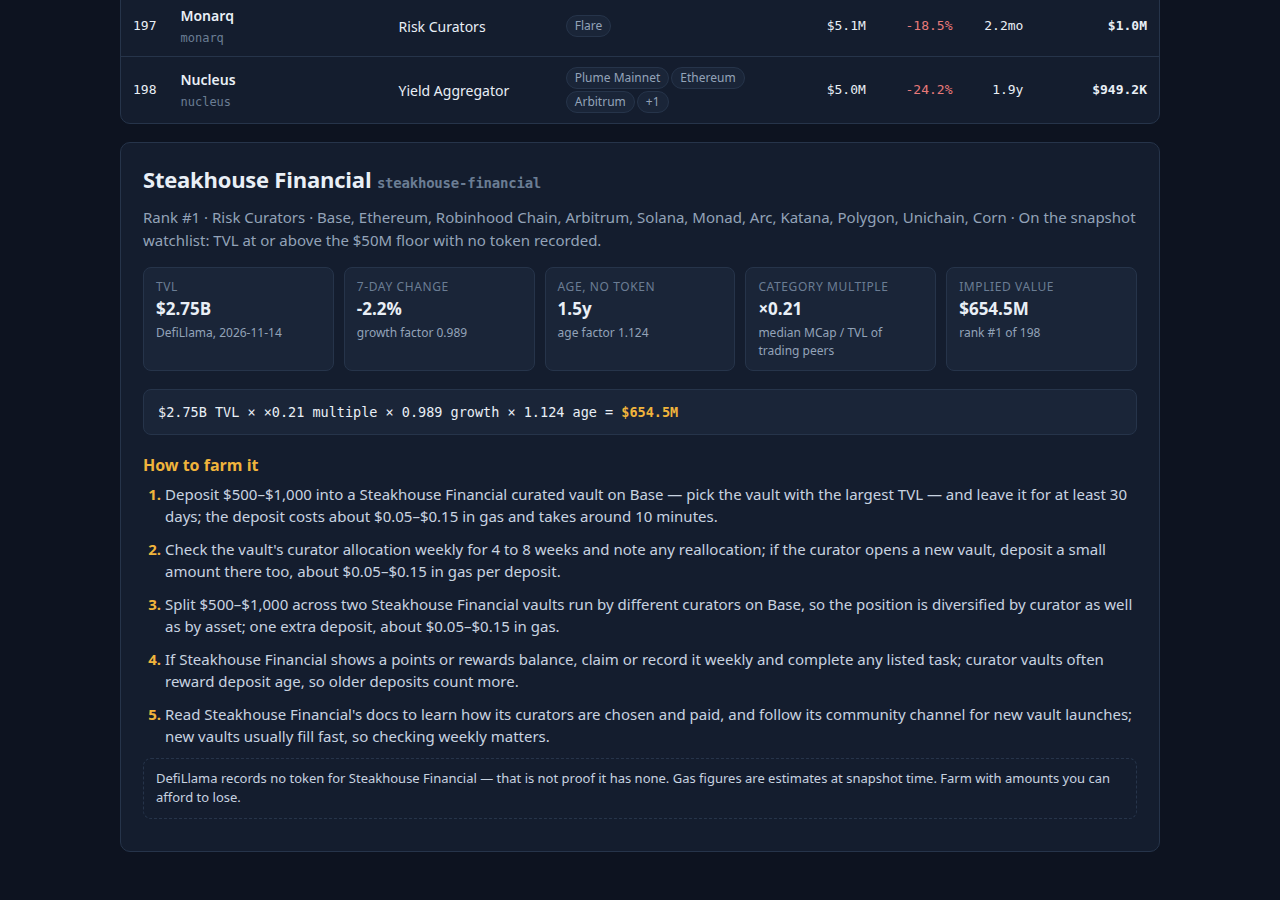 197 Monarq monarq Risk Curators Flare $5.1M -18.5% 2.2mo $1.0M
198 Nucleus nucleus Yield Aggregator Plume Mainnet Ethereum Arbitrum +1 $5.0M -24.2% 1.9y $949.2K
Steakhouse Financial steakhouse-financial
Rank #1 · Risk Curators · Base, Ethereum, Robinhood Chain, Arbitrum, Solana, Monad, Arc, Katana, Polygon, Unichain, Corn · On the snapshot
watchlist: TVL at or above the $50M floor with no token recorded.
TVL
$2.75B
DefiLlama, 2026-11-14
7-DAY CHANGE
-2.2%
growth factor 0.989
AGE, NO TOKEN
1.5y
age factor 1.124
CATEGORY MULTIPLE
×0.21
median MCap / TVL of
trading peers
IMPLIED VALUE
$654.5M
rank #1 of 198
$2.75B TVL × ×0.21 multiple × 0.989 growth × 1.124 age = $654.5M
How to farm it
1. Deposit $500–$1,000 into a Steakhouse Financial curated vault on Base — pick the vault with the largest TVL — and leave it for at least 30
days; the deposit costs about $0.05–$0.15 in gas and takes around 10 minutes.
2. Check the vault's curator allocation weekly for 4 to 8 weeks and note any reallocation; if the curator opens a new vault, deposit a small
amount there too, about $0.05–$0.15 in gas per deposit.
3. Split $500–$1,000 across two Steakhouse Financial vaults run by different curators on Base, so the position is diversified by curator as well
as by asset; one extra deposit, about $0.05–$0.15 in gas.
4. If Steakhouse Financial shows a points or rewards balance, claim or record it weekly and complete any listed task; curator vaults often
reward deposit age, so older deposits count more.
5. Read Steakhouse Financial's docs to learn how its curators are chosen and paid, and follow its community channel for new vault launches;
new vaults usually fill fast, so checking weekly matters.
DefiLlama records no token for Steakhouse Financial — that is not proof it has none. Gas figures are estimates at snapshot time. Farm with amounts you can
afford to lose.